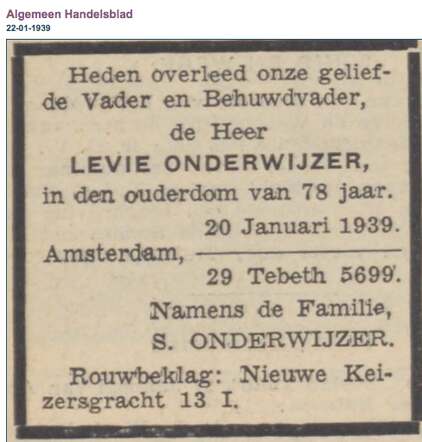 Algemeen Handelsblad
22-01-1939
Heden overleed onze gelief-
de Vader en Behuwdvader,
de Heer
LEVIE ONDERWIJZER,
in den ouderdom van 78 jaar.
20 Januari 1939.
Amsterdam,
29 Tebeth 5699.
Namens de Familie,
S. ONDERWIJZER.
Rouwbeklag: Nieuwe Kei-
zersgracht 13 I.